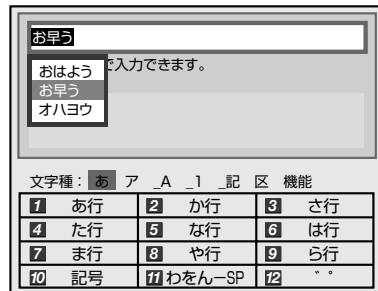 お早う
で入力できます。
おはよう
お早う
オハヨウ
文字種： あ ア _A _1 _記 区 機能
1 あ行 2 か行 3 さ行
4 た行 5 な行 6 は行
7 ま行 8 や行 9 ら行
10 記号 11 わをんーSP 12 ゛゜